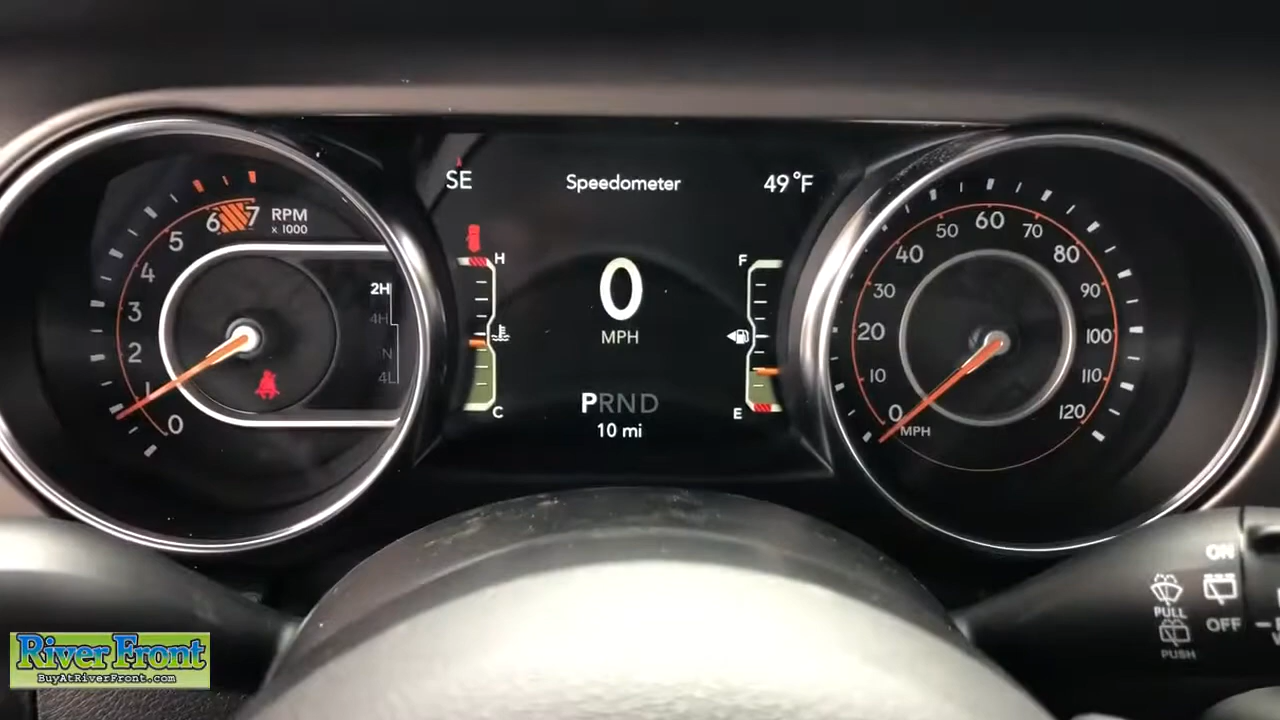 SE
Speedometer
49°F
RPM
x 1000
0
1
2
3
4
5
6
7
2H
4H
N
4L
H
C
0
MPH
PRND
10 mi
F
E
0
10
20
30
40
50
60
70
80
90
100
110
120
MPH
ON
PULL
OFF
PUSH
River Front
BuyAtRiverFront.com